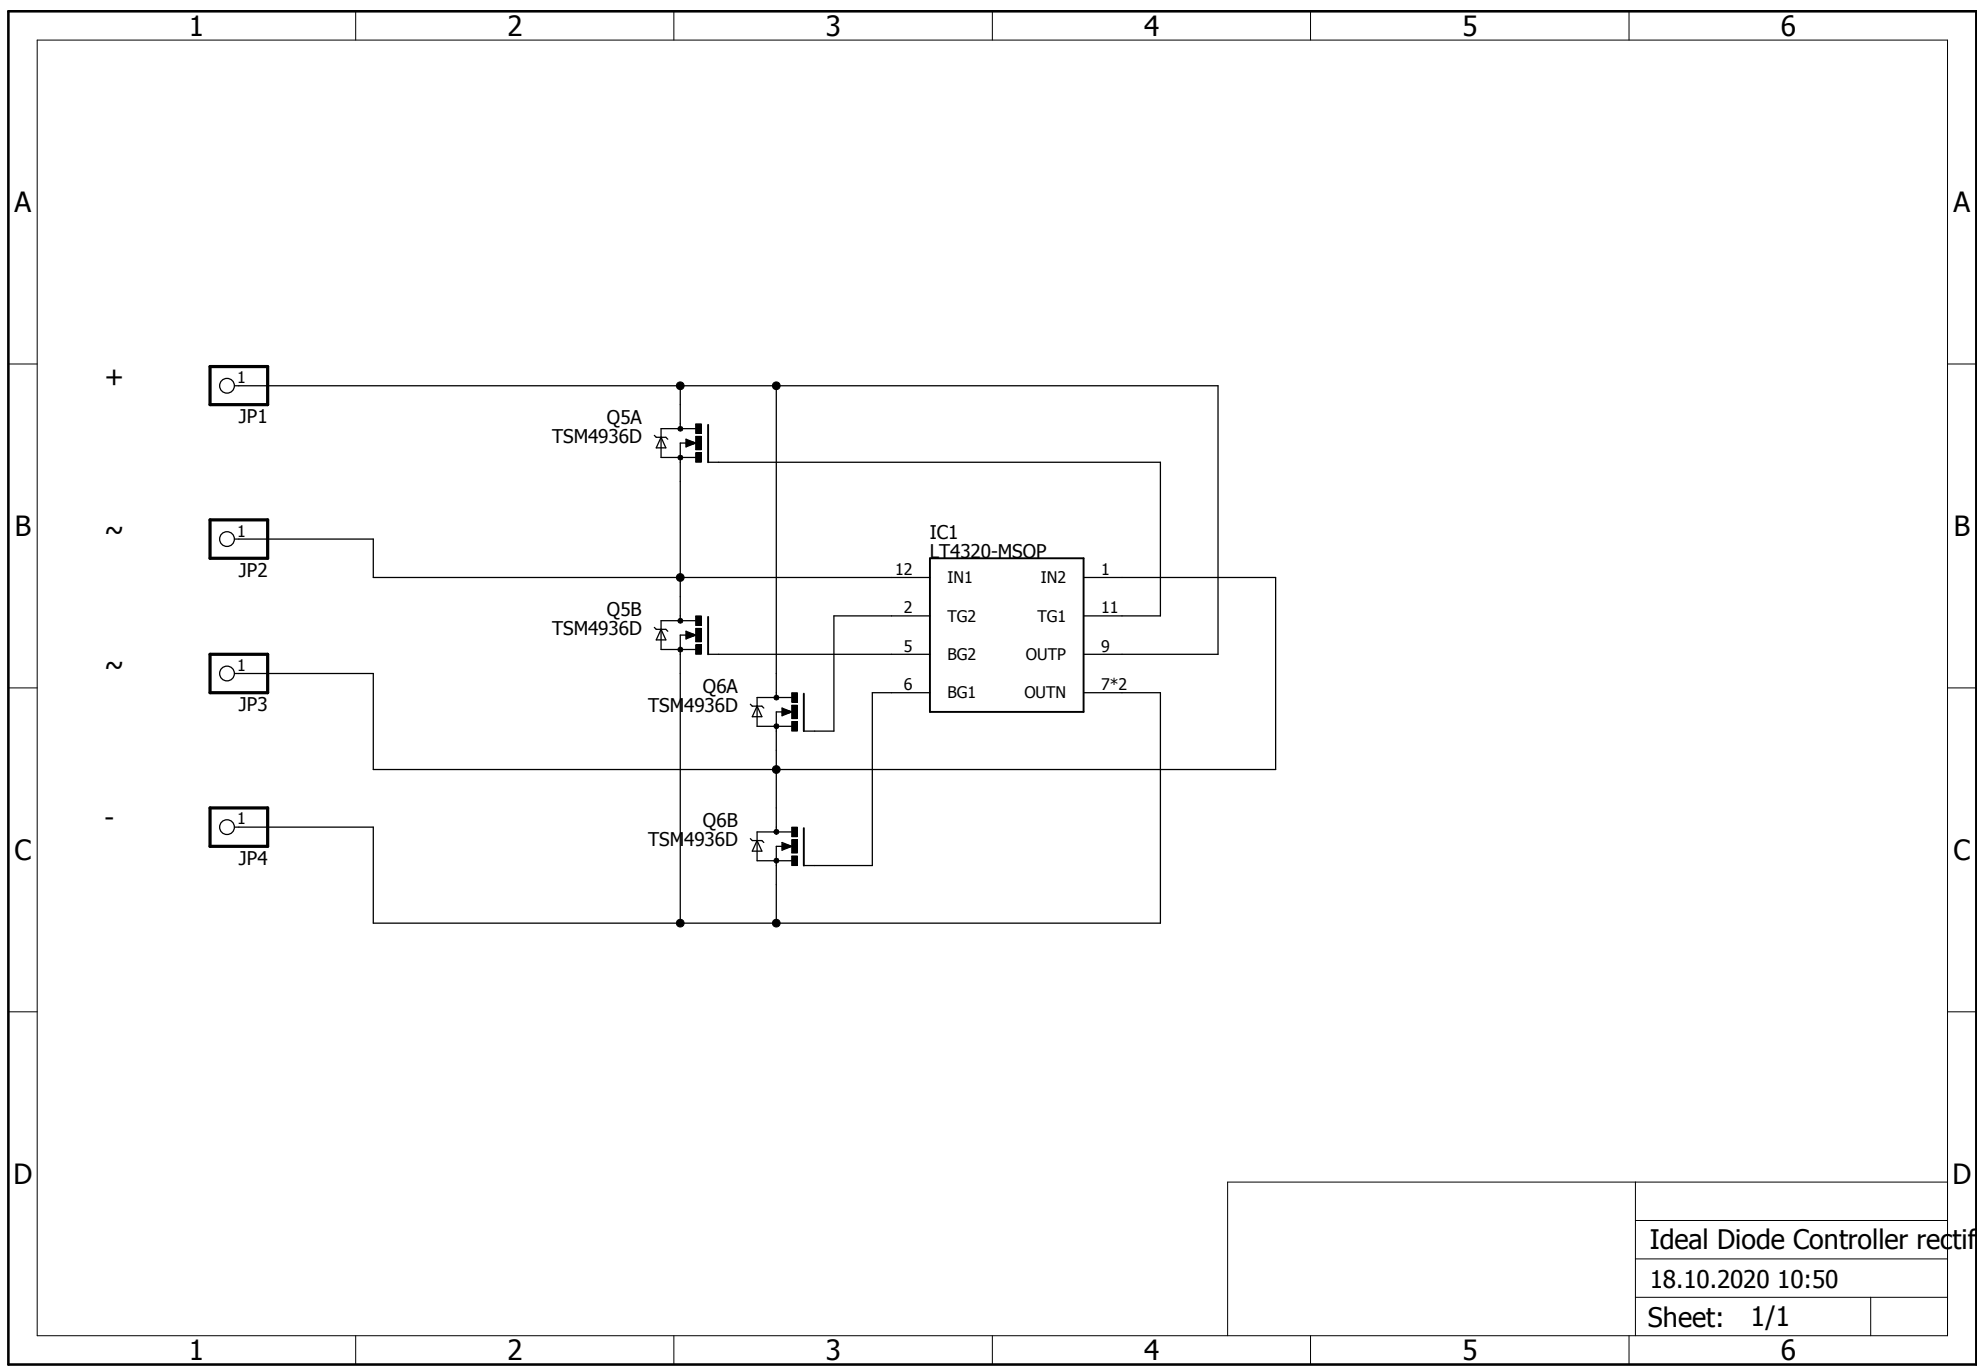 1 2 3 4 5 6
A A
+
1
JP1
Q5A
TSM4936D
B B
~
1
JP2
IC1
LT4320-MSOP
12 IN1 IN2 1
2 TG2 TG1 11
5 BG2 OUTP 9
6 BG1 OUTN 7*2
Q5B
TSM4936D
~
1
JP3
Q6A
TSM4936D
-
1
JP4
Q6B
TSM4936D
C C
D D
Ideal Diode Controller rectif
18.10.2020 10:50
Sheet: 1/1
1 2 3 4 5 6